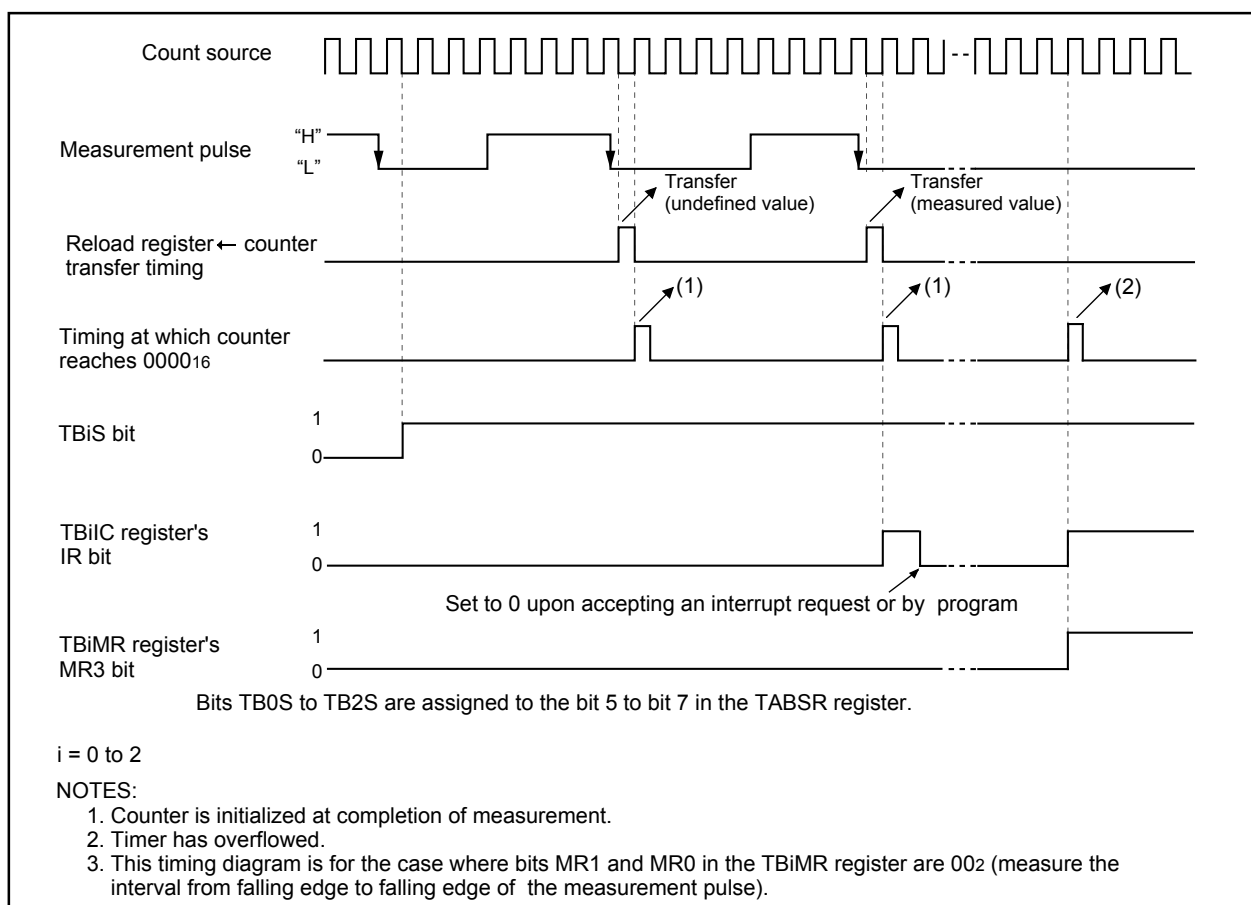 Count source
Measurement pulse
“H”
“L”
Transfer
(undefined value)
Transfer
(measured value)
Reload register ← counter
transfer timing
(1)
(1)
(2)
Timing at which counter
reaches 000016
TBiS bit
1
0
TBiIC register's
IR bit
1
0
Set to 0 upon accepting an interrupt request or by program
TBiMR register's
MR3 bit
1
0
Bits TB0S to TB2S are assigned to the bit 5 to bit 7 in the TABSR register.
i = 0 to 2
NOTES:
1. Counter is initialized at completion of measurement.
2. Timer has overflowed.
3. This timing diagram is for the case where bits MR1 and MR0 in the TBiMR register are 002 (measure the
interval from falling edge to falling edge of the measurement pulse).